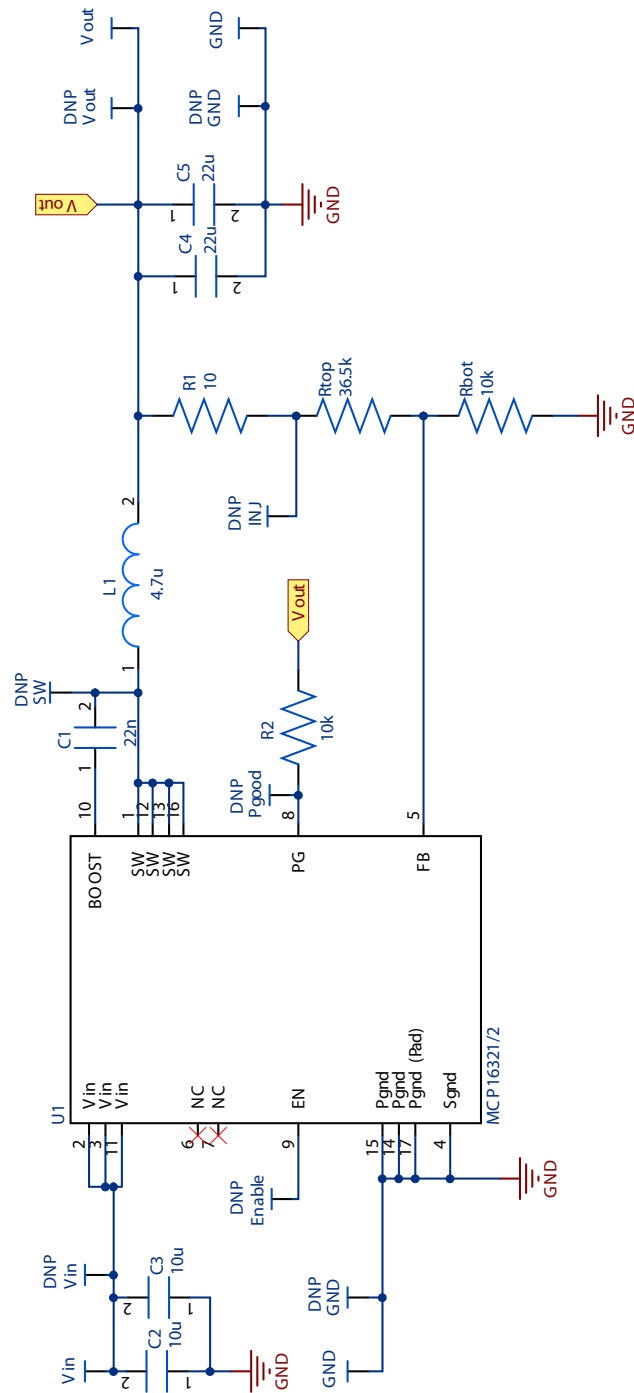 Vin
DNP
Vin
C2
10u
2
1
C3
10u
2
1
GND
GND
DNP
GND
DNP
Enable
GND
U1
2
3
11
6
7
9
15
14
17
4
Vin
Vin
Vin
NC
NC
EN
Pgnd
Pgnd
Pgnd (Pad)
Sgnd
MCP16321/2
BOOST
SW
SW
SW
SW
PG
FB
10
1
12
13
16
8
5
C1
22n
1
2
DNP
SW
DNP
Pgood
R2
10k
Vout
1
L1
4.7u
2
DNP
INJ
R1
10
Rtop
36.5k
Rbot
10k
GND
C4
22u
1
2
C5
22u
1
2
Vout
GND
DNP
Vout
DNP
GND
Vout
GND